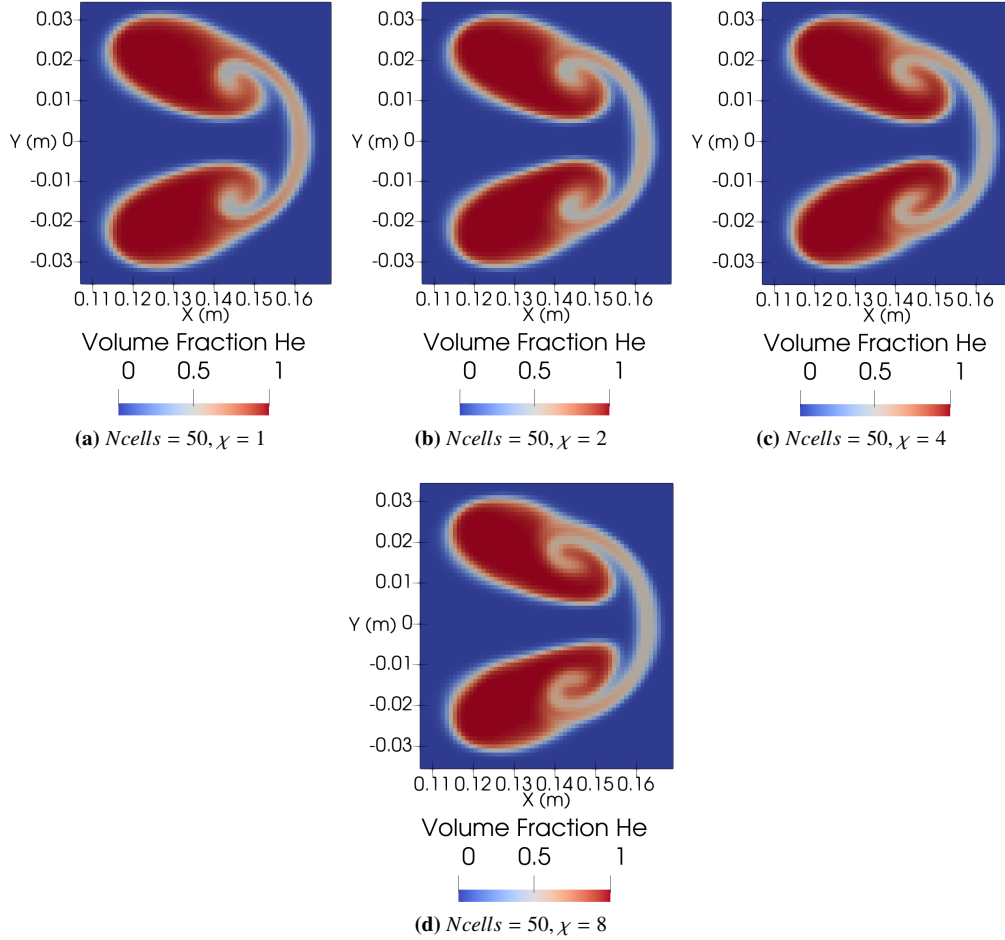 0.03
0.02
0.01
Y (m) 0
-0.01
-0.02
-0.03
0.11 0.12 0.13 0.14 0.15 0.16
X (m)
Volume Fraction He
0 0.5 1
(a) Ncells = 50, χ = 1
0.03
0.02
0.01
Y (m) 0
-0.01
-0.02
-0.03
0.11 0.12 0.13 0.14 0.15 0.16
X (m)
Volume Fraction He
0 0.5 1
(b) Ncells = 50, χ = 2
0.03
0.02
0.01
Y (m) 0
-0.01
-0.02
-0.03
0.11 0.12 0.13 0.14 0.15 0.16
X (m)
Volume Fraction He
0 0.5 1
(c) Ncells = 50, χ = 4
0.03
0.02
0.01
Y (m) 0
-0.01
-0.02
-0.03
0.11 0.12 0.13 0.14 0.15 0.16
X (m)
Volume Fraction He
0 0.5 1
(d) Ncells = 50, χ = 8